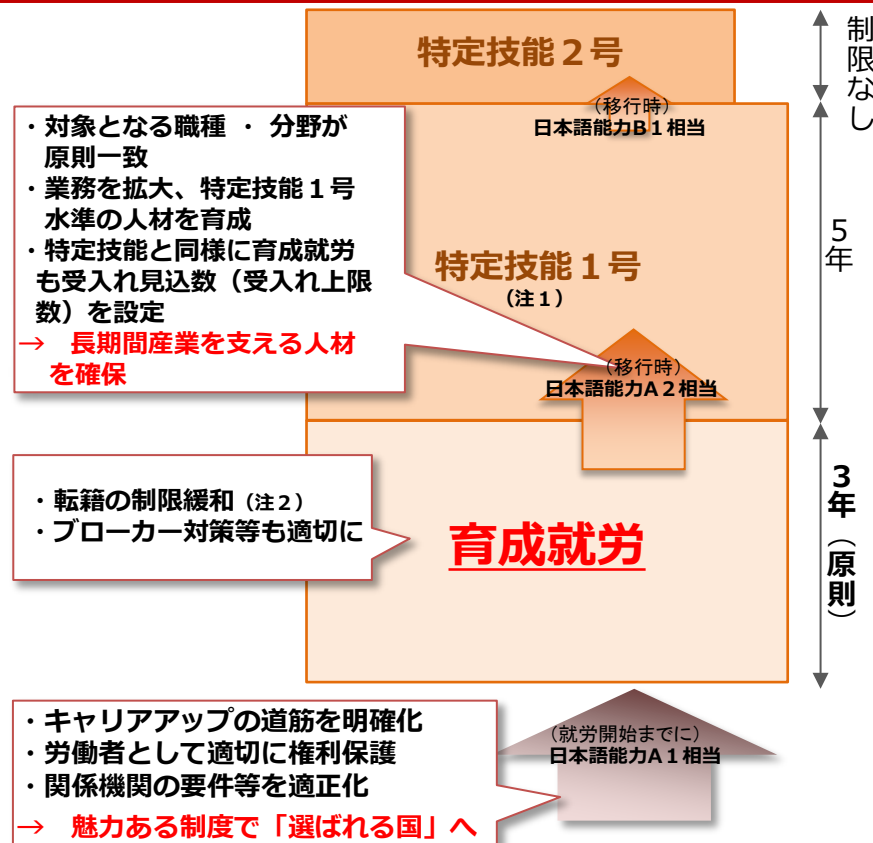 特定技能２号
制限なし
（移行時）
日本語能力Ｂ１相当
・対象となる職種 ・ 分野が
原則一致
・業務を拡大、特定技能１号
水準の人材を育成
・特定技能と同様に育成就労
も受入れ見込数（受入れ上限
数）を設定
→　長期間産業を支える人材
を確保
特定技能１号
（注１）
5年
（移行時）
日本語能力Ａ２相当
・転籍の制限緩和（注２）
・ブローカー対策等も適切に
育成就労
3年（原則）
・キャリアアップの道筋を明確化
・労働者として適切に権利保護
・関係機関の要件等を適正化
→　魅力ある制度で「選ばれる国」へ
（就労開始までに）
日本語能力Ａ１相当